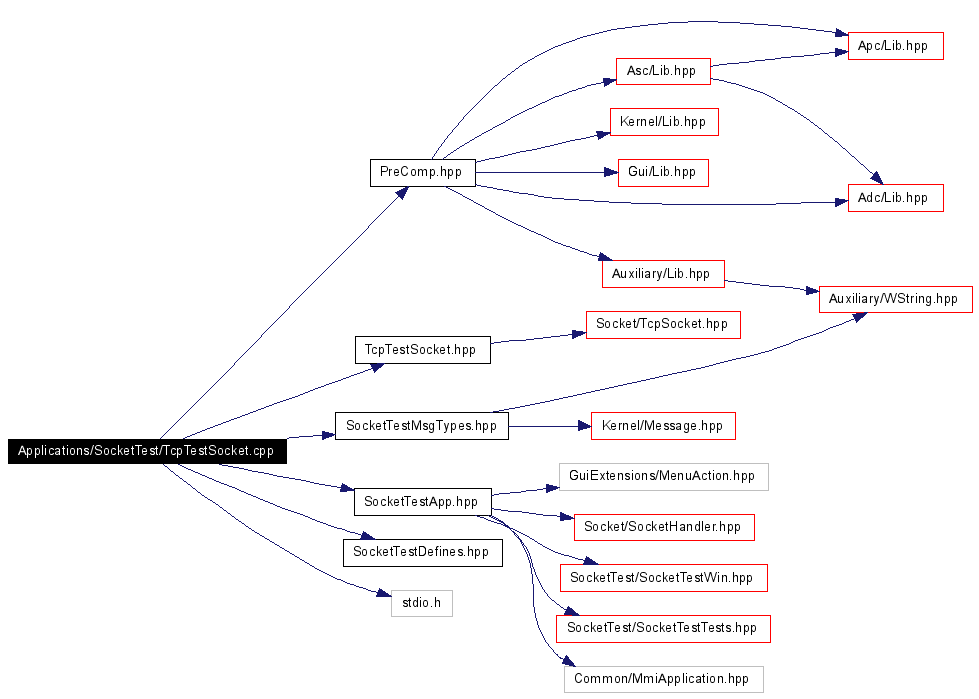 Apc/Lib.hpp
Asc/Lib.hpp
Kernel/Lib.hpp
PreComp.hpp
Gui/Lib.hpp
Adc/Lib.hpp
Auxiliary/Lib.hpp
Auxiliary/WString.hpp
Socket/TcpSocket.hpp
TcpTestSocket.hpp
SocketTestMsgTypes.hpp
Kernel/Message.hpp
Applications/SocketTest/TcpTestSocket.cpp
GuiExtensions/MenuAction.hpp
SocketTestApp.hpp
Socket/SocketHandler.hpp
SocketTestDefines.hpp
SocketTest/SocketTestWin.hpp
stdio.h
SocketTest/SocketTestTests.hpp
Common/MmiApplication.hpp